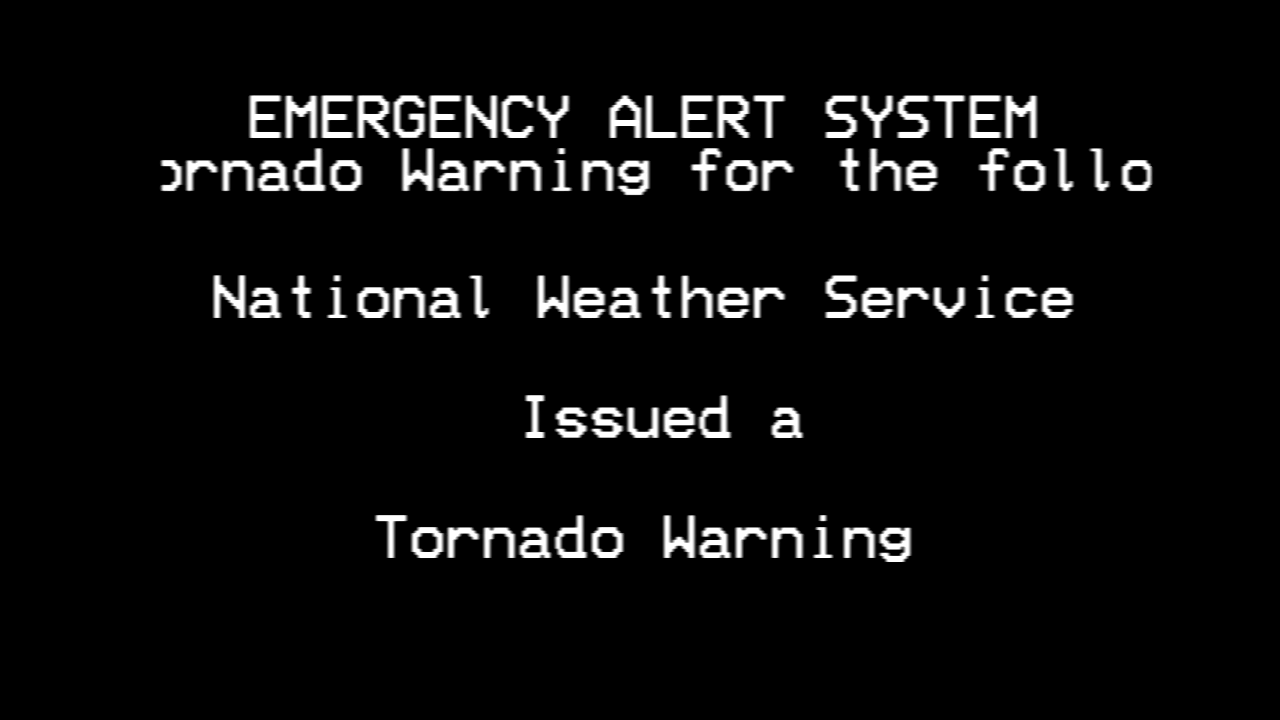 EMERGENCY ALERT SYSTEM
ornado Warning for the follo
National Weather Service
Issued a
Tornado Warning